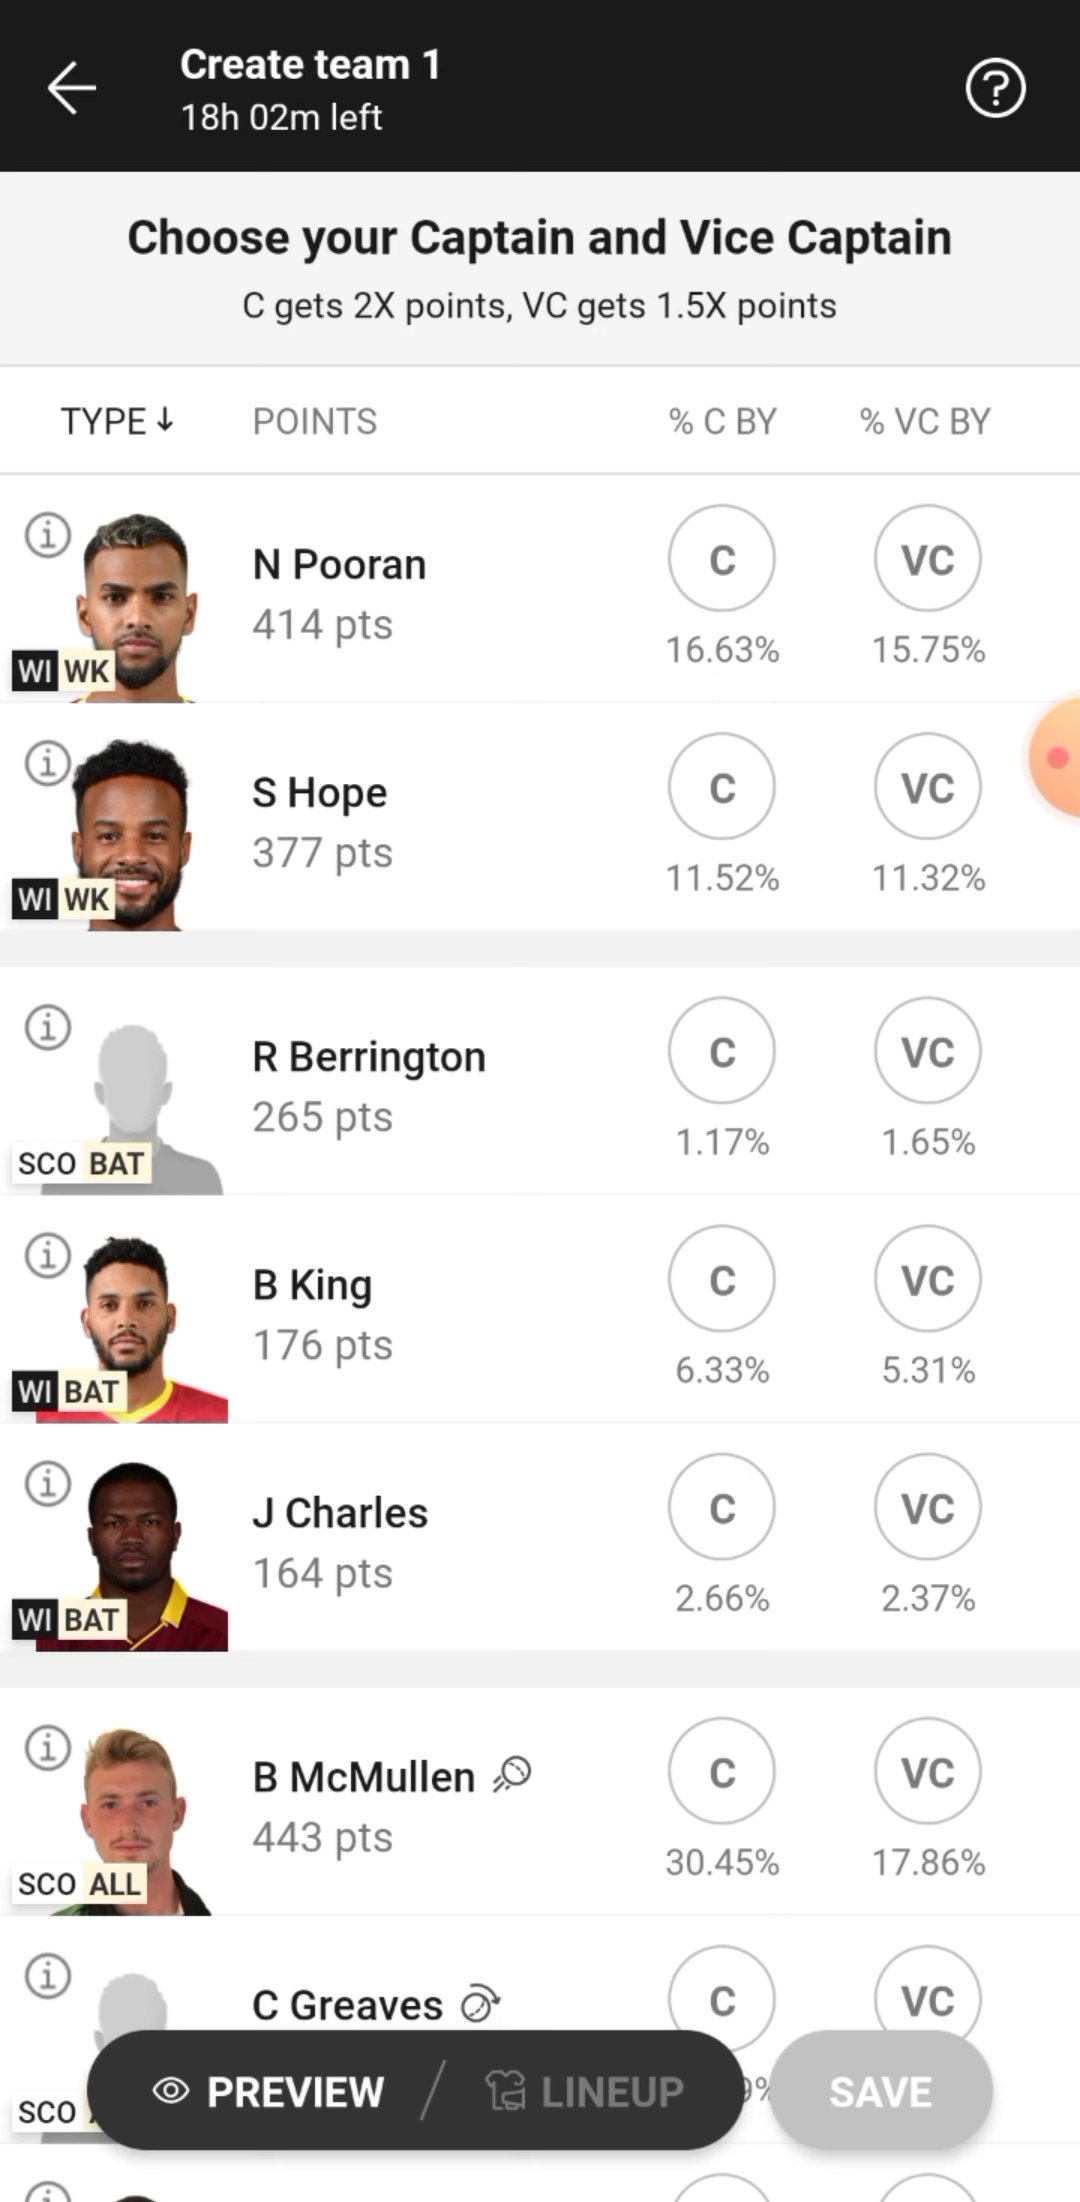 Create team 1
18h 02m left
Choose your Captain and Vice Captain
C gets 2X points, VC gets 1.5X points
TYPE↓ POINTS % C BY % VC BY
N Pooran C VC
414 pts 16.63% 15.75%
WI WK
S Hope C VC
377 pts 11.52% 11.32%
WI WK
R Berrington C VC
265 pts 1.17% 1.65%
SCO BAT
B King C VC
176 pts 6.33% 5.31%
WI BAT
J Charles C VC
164 pts 2.66% 2.37%
WI BAT
B McMullen C VC
443 pts 30.45% 17.86%
SCO ALL
C Greaves C VC
SCO
PREVIEW / LINEUP SAVE